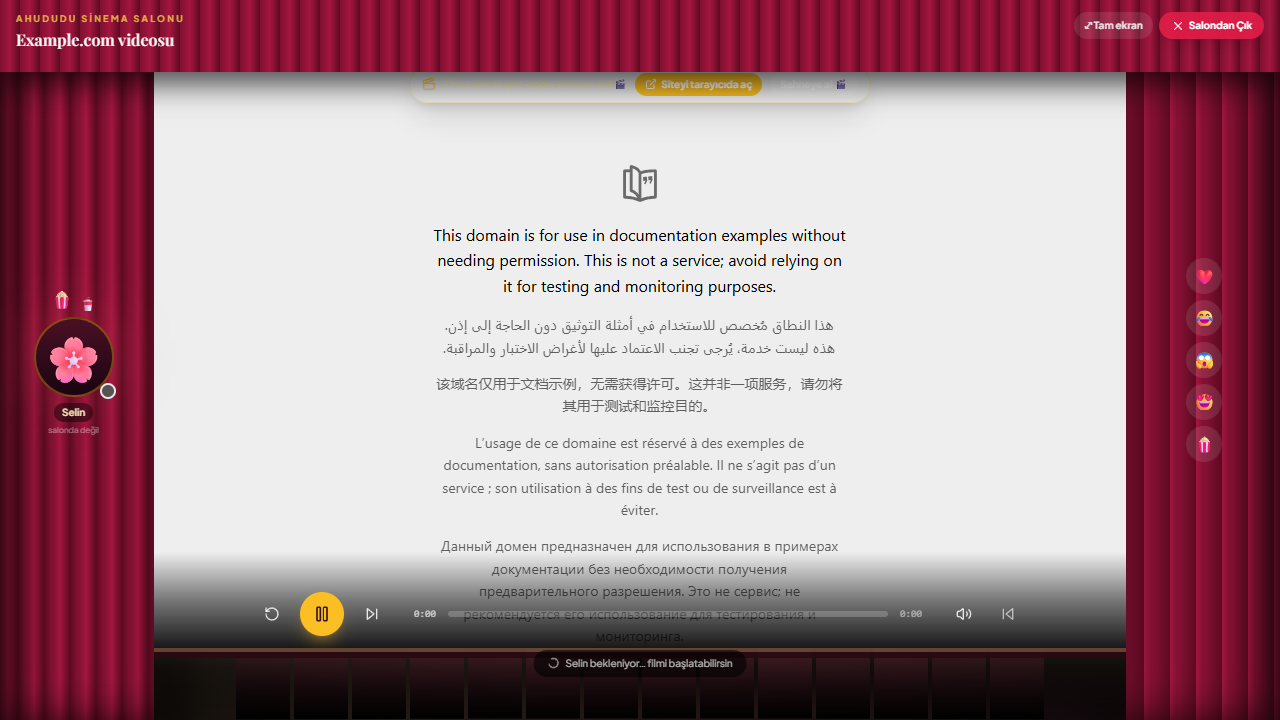 AHUDUDU SİNEMA SALONU
Example.com videosu
Tam ekran
Salondan Çık
Siteyi tarayıcıda aç
This domain is for use in documentation examples without
needing permission. This is not a service; avoid relying on
it for testing and monitoring purposes.
هذا النطاق مُخصص للاستخدام في أمثلة التوثيق دون الحاجة إلى إذن.
هذه ليست خدمة، يُرجى تجنب الاعتماد عليها لأغراض الاختبار والمراقبة.
该域名仅用于文档示例，无需获得许可。这并非一项服务，请勿将
其用于测试和监控目的。
L’usage de ce domaine est réservé à des exemples de
documentation, sans autorisation préalable. Il ne s’agit pas d’un
service ; son utilisation à des fins de test ou de surveillance est à
éviter.
Данный домен предназначен для использования в примерах
документации без необходимости получения
предварительного разрешения. Это не сервис; не
рекомендуется его использование для тестирования и
мониторинга.
Selin
salonda değil
0:00
0:00
Selin bekleniyor… filmi başlatabilirsin